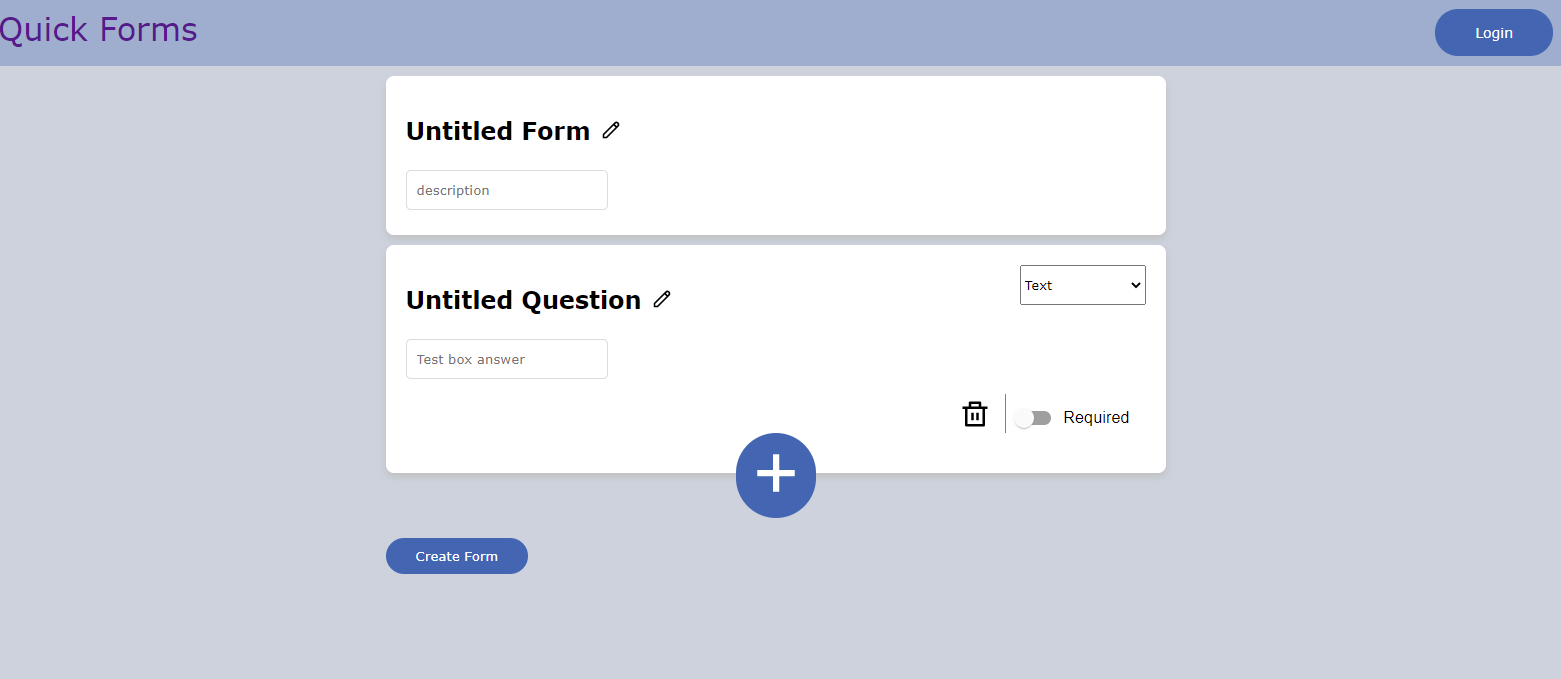 Quick Forms
Login
Untitled Form
description
Untitled Question
Text
Test box answer
Required
Create Form